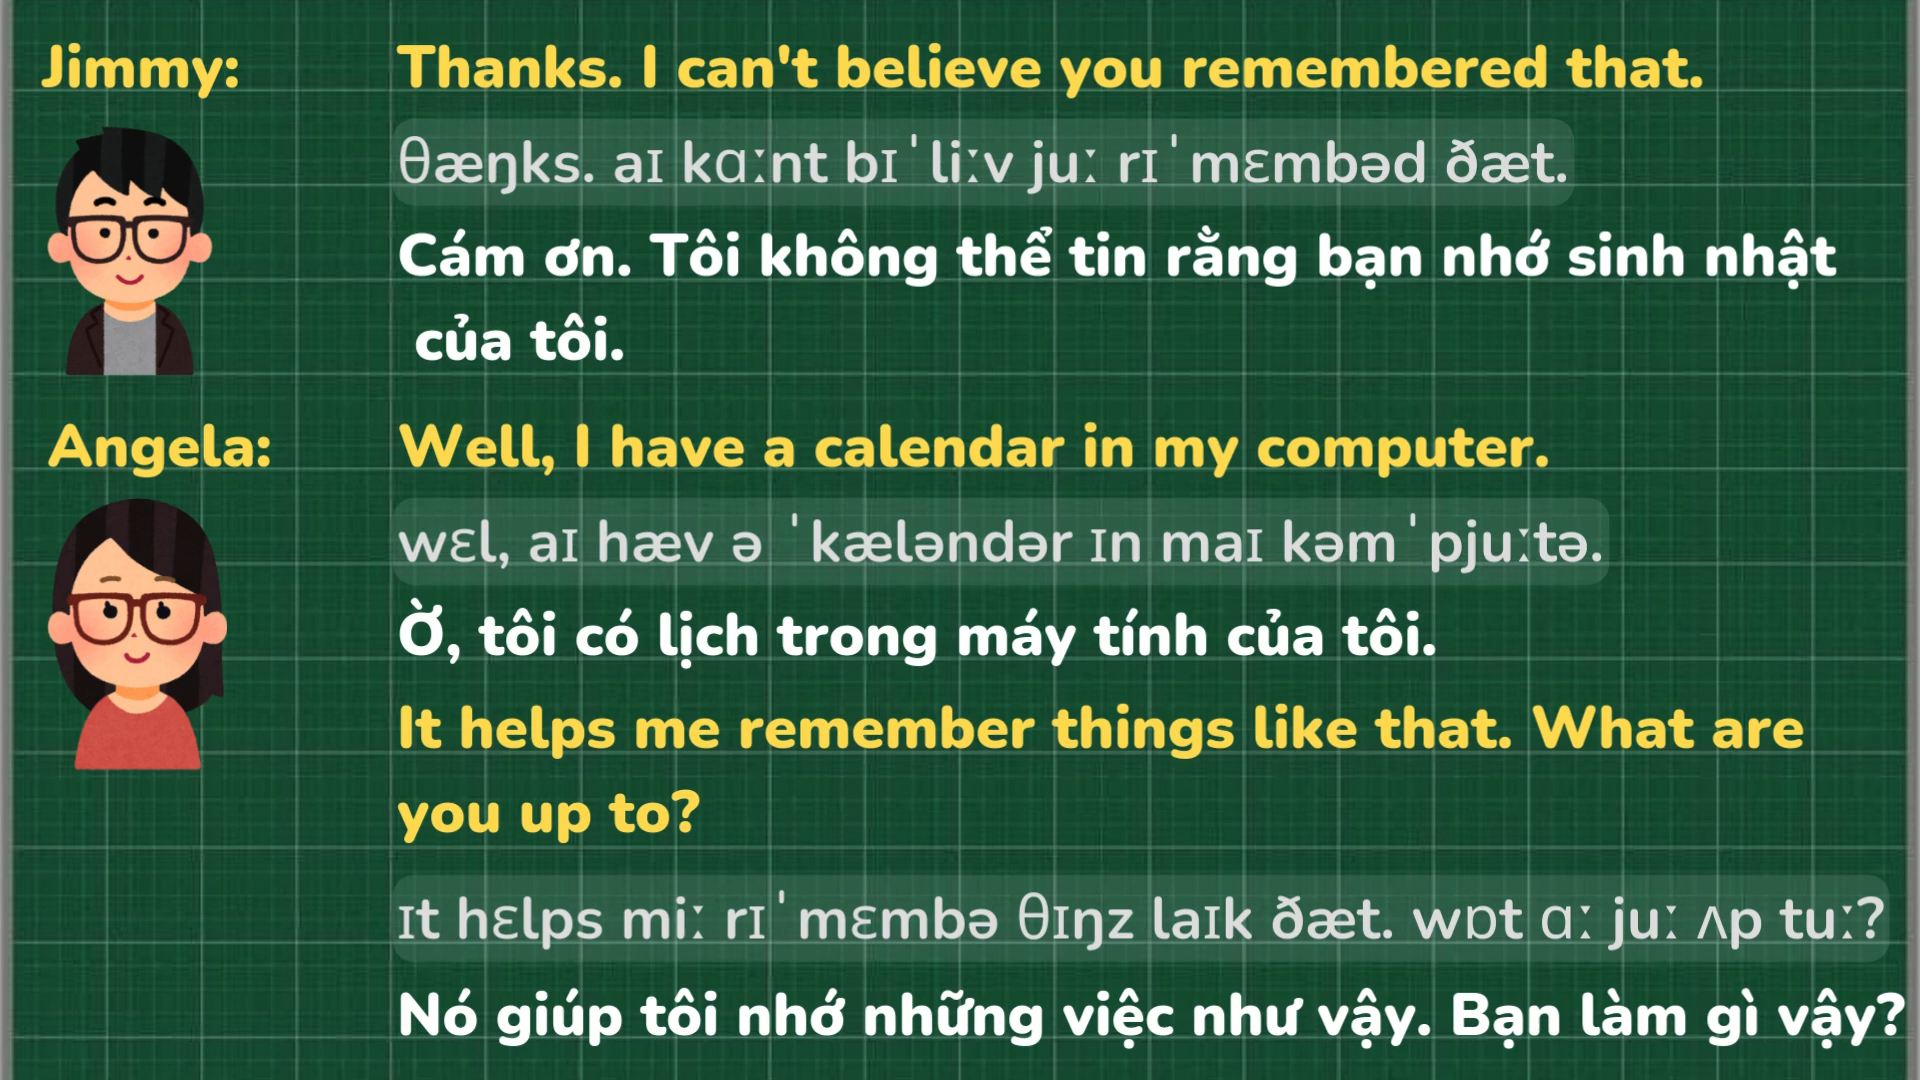 Jimmy: Thanks. I can't believe you remembered that.
θæŋks. aɪ kɑːnt bɪˈliːv juː rɪˈmɛmbəd ðæt.
Cám ơn. Tôi không thể tin rằng bạn nhớ sinh nhật
của tôi.
Angela: Well, I have a calendar in my computer.
wɛl, aɪ hæv ə ˈkæləndər ɪn maɪ kəmˈpjuːtə.
Ờ, tôi có lịch trong máy tính của tôi.
It helps me remember things like that. What are
you up to?
ɪt hɛlps miː rɪˈmɛmbə θɪŋz laɪk ðæt. wɒt ɑː juː ʌp tuː?
Nó giúp tôi nhớ những việc như vậy. Bạn làm gì vậy?